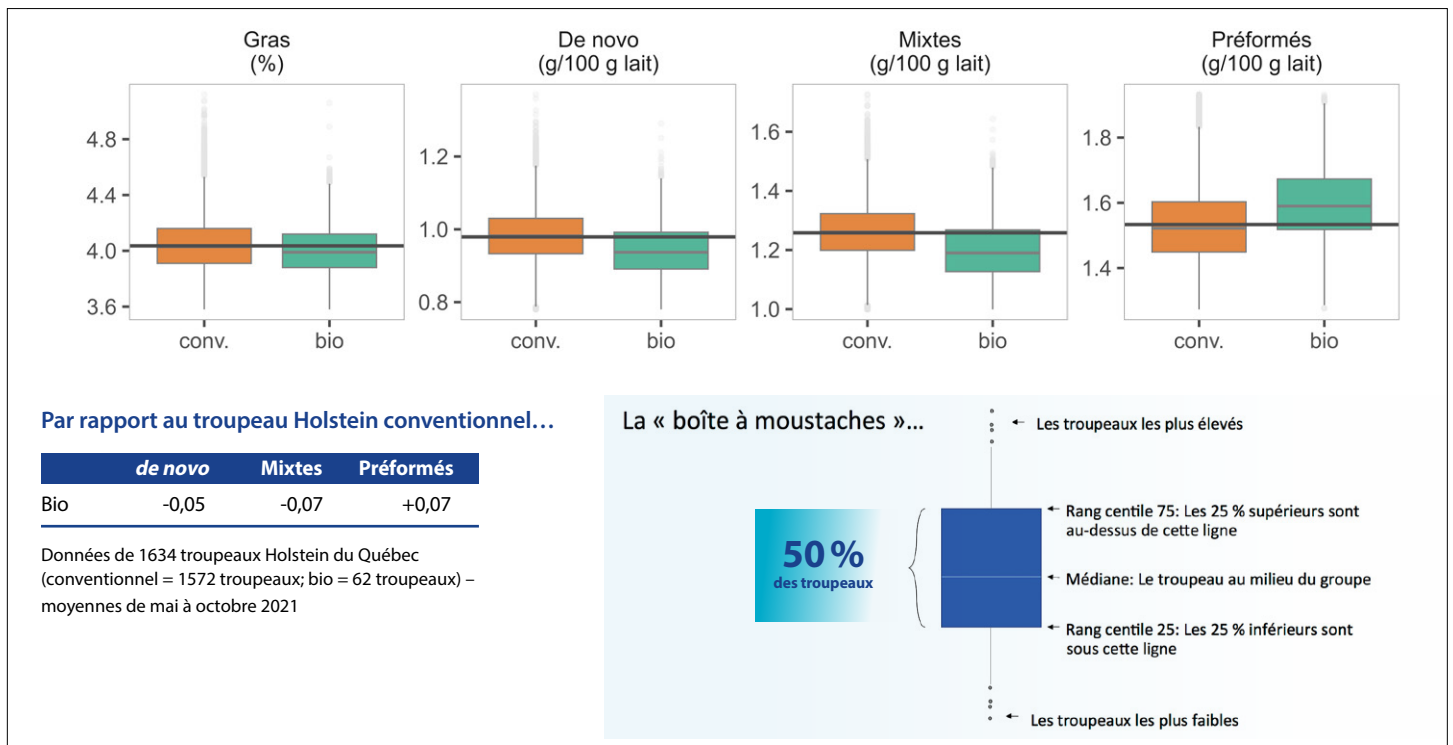 Gras
(%)
De novo
(g/100 g lait)
Mixtes
(g/100 g lait)
Préformés
(g/100 g lait)
4.8
4.4
4.0
3.6
conv.
bio
1.2
1.0
0.8
conv.
bio
1.6
1.4
1.2
1.0
conv.
bio
1.8
1.6
1.4
conv.
bio
Par rapport au troupeau Holstein conventionnel…
de novo Mixtes Préformés
Bio -0,05 -0,07 +0,07
Données de 1634 troupeaux Holstein du Québec
(conventionnel = 1572 troupeaux; bio = 62 troupeaux) –
moyennes de mai à octobre 2021
La « boîte à moustaches »...
Les troupeaux les plus élevés
50 %
des troupeaux
Rang centile 75: Les 25 % supérieurs sont
au-dessus de cette ligne
Médiane: Le troupeau au milieu du groupe
Rang centile 25: Les 25 % inférieurs sont
sous cette ligne
Les troupeaux les plus faibles